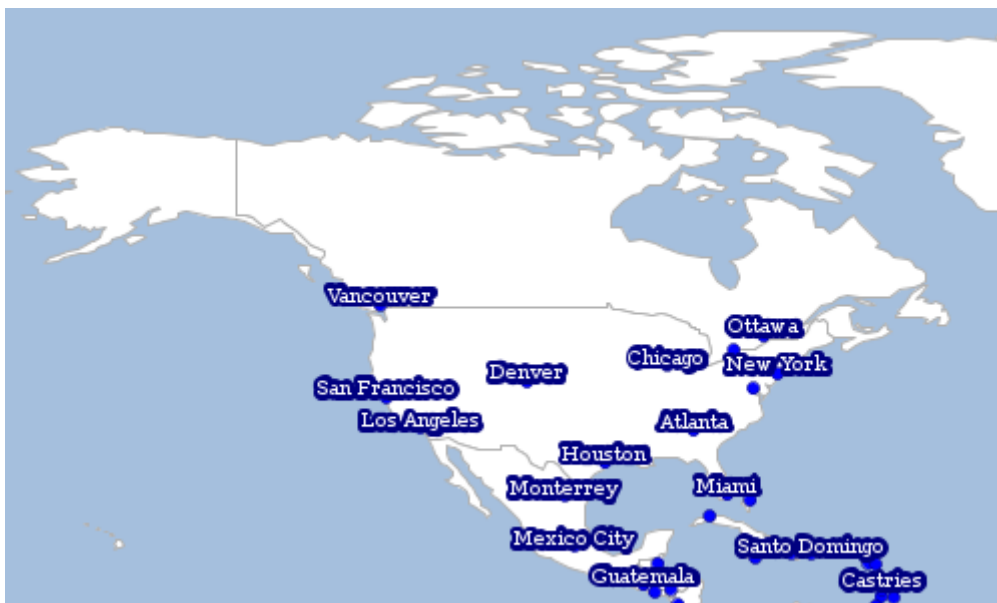 Vancouver
Ottawa
Chicago
New York
Denver
San Francisco
Los Angeles
Atlanta
Houston
Miami
Monterrey
Mexico City
Santo Domingo
Guatemala
Castries